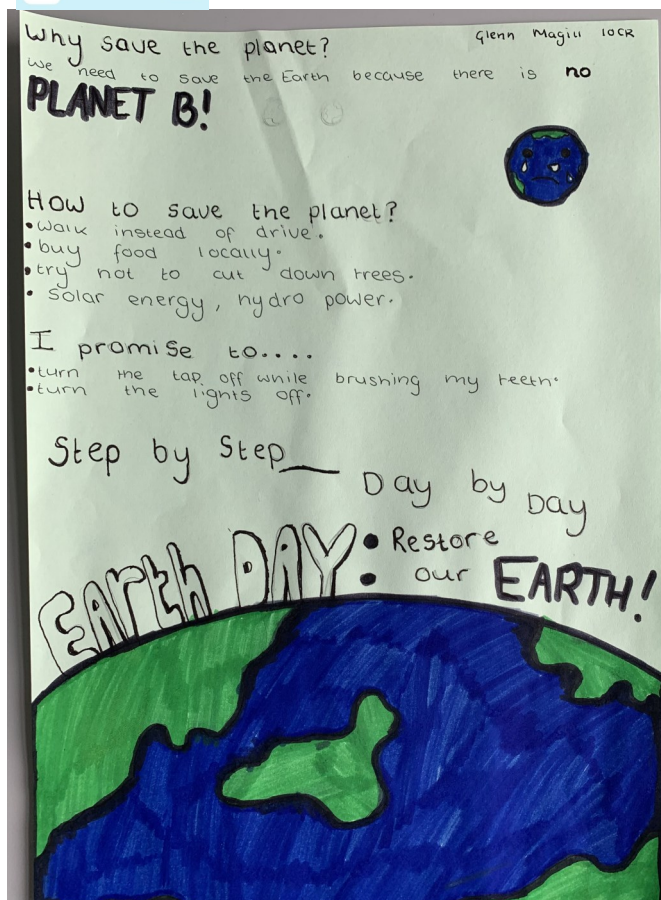 Why save the planet?
Glenn Magill 10CR
we need to save the Earth because there is no
PLANET B!
How to save the planet?
• walk instead of drive.
• buy food locally.
• try not to cut down trees.
• solar energy, hydro power.
I promise to....
• turn the tap off while brushing my teeth.
• turn the lights off.
Step by Step_
Day by Day
EArth DAY: Restore
our EARTH!